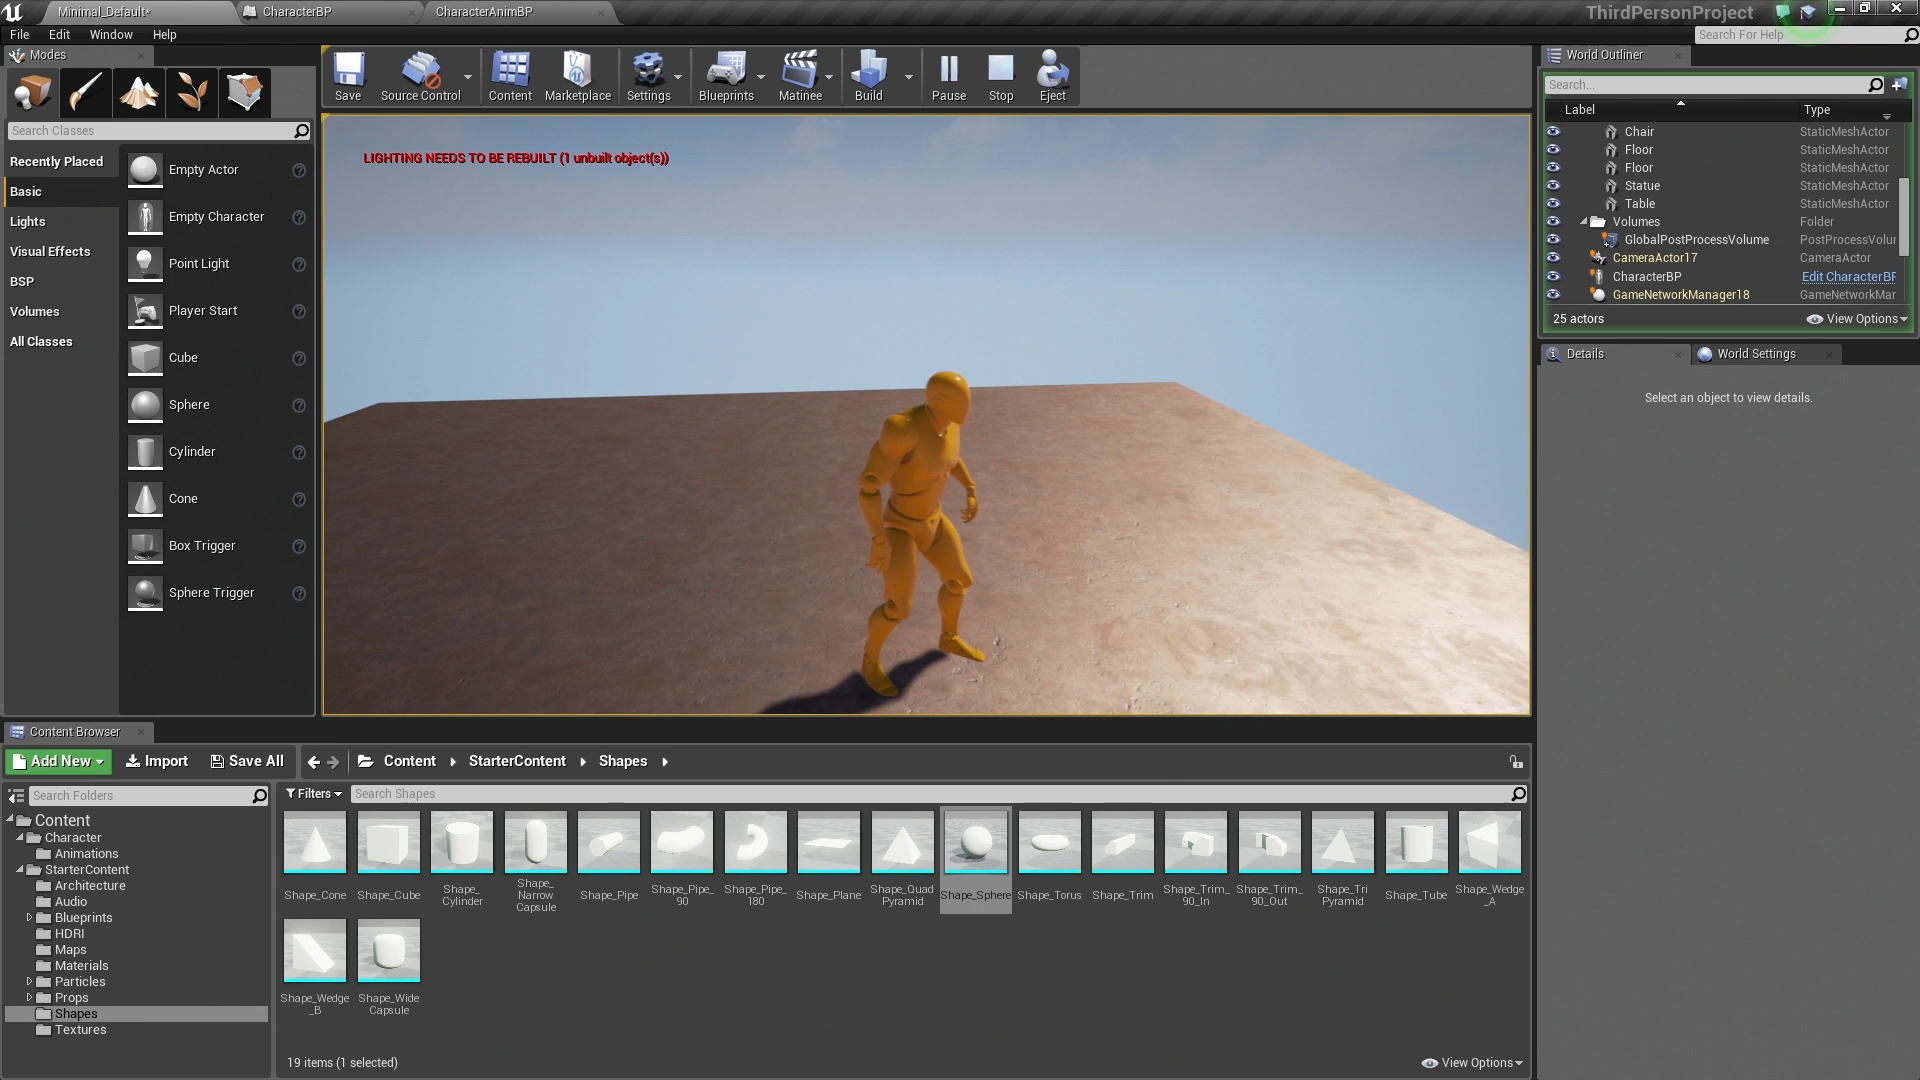 Minimal_Default*
CharacterBP
CharacterAnimBP
ThirdPersonProject
File
Edit
Window
Help
Search For Help
Modes
Search Classes
Recently Placed
Basic
Lights
Visual Effects
BSP
Volumes
All Classes
Empty Actor
Empty Character
Point Light
Player Start
Cube
Sphere
Cylinder
Cone
Box Trigger
Sphere Trigger
Save
Source Control
Content
Marketplace
Settings
Blueprints
Matinee
Build
Pause
Stop
Eject
LIGHTING NEEDS TO BE REBUILT (1 unbuilt object(s))
World Outliner
Search...
Label
Type
Chair StaticMeshActor
Floor StaticMeshActor
Floor StaticMeshActor
Statue StaticMeshActor
Table StaticMeshActor
Volumes Folder
GlobalPostProcessVolume PostProcessVolur
CameraActor17 CameraActor
CharacterBP Edit CharacterBF
GameNetworkManager18 GameNetworkMar
25 actors
View Options
Details
World Settings
Select an object to view details.
Content Browser
Add New
Import
Save All
Content
StarterContent
Shapes
Search Folders
Filters
Search Shapes
Content
Character
Animations
StarterContent
Architecture
Audio
Blueprints
HDRI
Maps
Materials
Particles
Props
Shapes
Textures
Shape_Cone
Shape_Cube
Shape_
Cylinder
Shape_
Narrow
Capsule
Shape_Pipe
Shape_Pipe_
90
Shape_Pipe_
180
Shape_Plane
Shape_Quad
Pyramid
Shape_Sphere
Shape_Torus
Shape_Trim
Shape_Trim_
90_In
Shape_Trim_
90_Out
Shape_Tri
Pyramid
Shape_Tube
Shape_Wedge
_A
Shape_Wedge
_B
Shape_Wide
Capsule
19 items (1 selected)
View Options